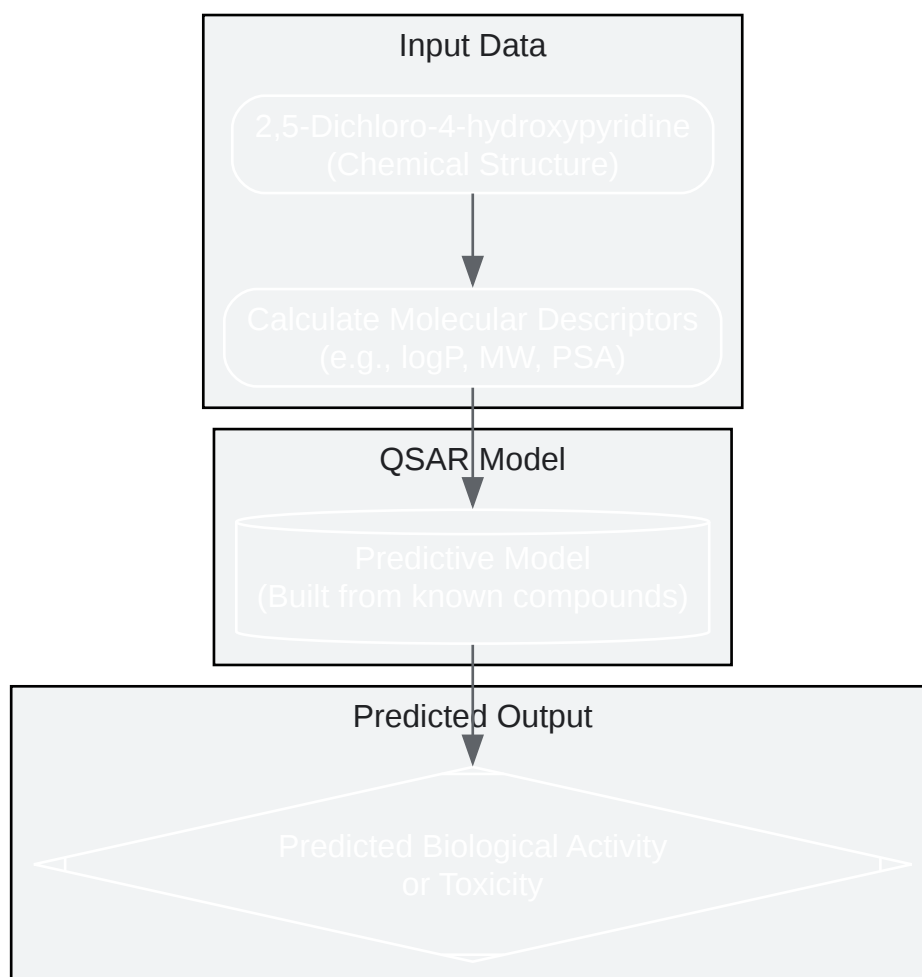 Input Data
2,5-Dichloro-4-hydroxypyridine
(Chemical Structure)
Calculate Molecular Descriptors
(e.g., logP, MW, PSA)
QSAR Model
Predictive Model
(Built from known compounds)
Predicted Output
Predicted Biological Activity
or Toxicity